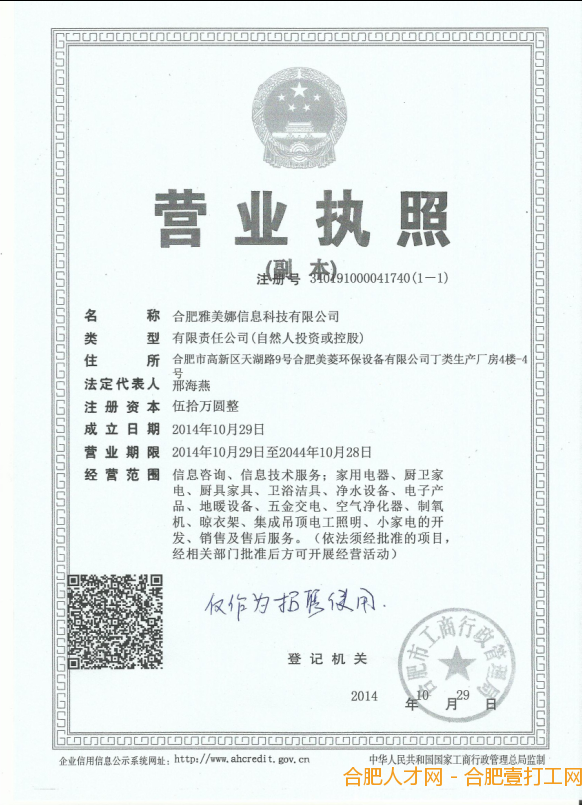 营业执照
(副 本)
注册号 340191000041740(1-1)
名 称 合肥雅美娜信息科技有限公司
类 型 有限责任公司(自然人投资或控股)
住 所 合肥市高新区天湖路9号合肥美菱环保设备有限公司丁类生产厂房4楼-4
号
法定代表人 邢海燕
注 册 资 本 伍拾万圆整
成 立 日 期 2014年10月29日
营 业 期 限 2014年10月29日至2044年10月28日
经 营 范 围 信息咨询、信息技术服务；家用电器、厨卫家
电、厨具家具、卫浴洁具、净水设备、电子产
品、地暖设备、五金交电、空气净化器、制氧
机、晾衣架、集成吊顶电工照明、小家电的开
发、销售及售后服务。（依法须经批准的项目，
经相关部门批准后方可开展经营活动）
仅作为招聘使用.
合肥市工商行政管理局
登 记 机 关
2014 年 10 月 29 日
企业信用信息公示系统网址：http://www.ahcredit.gov.cn
中华人民共和国国家工商行政管理总局监制
合肥人才网 - 合肥壹打工网